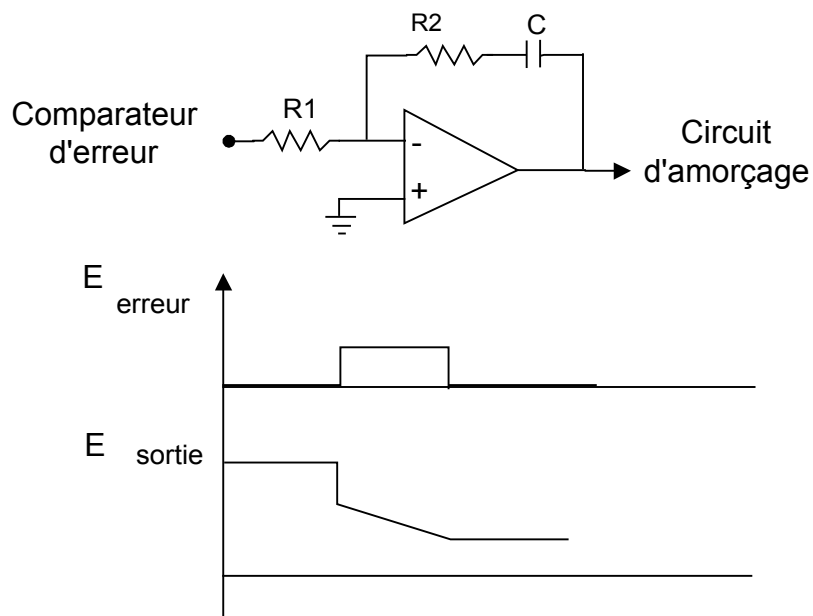 R2
C
R1
Comparateur
d'erreur
-
+
Circuit
d'amorçage
E erreur
E sortie